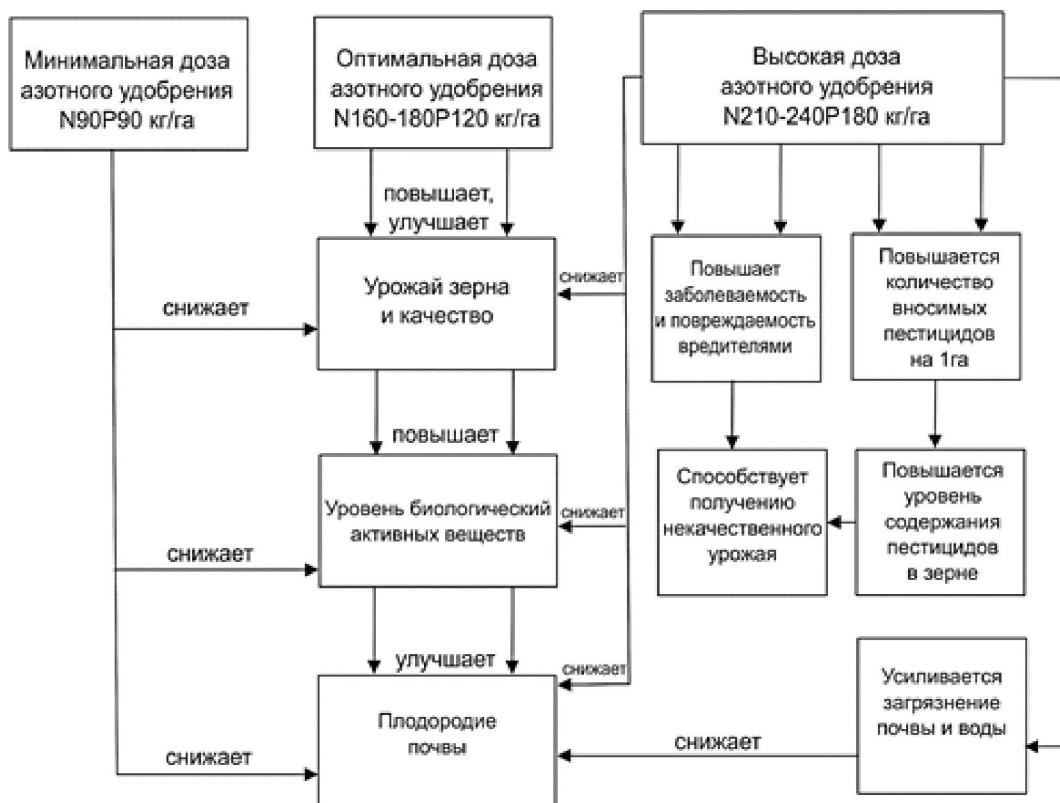 Минимальная доза
азотного удобрения
N90P90 кг/га
Оптимальная доза
азотного удобрения
N160-180P120 кг/га
Высокая доза
азотного удобрения
N210-240P180 кг/га
повышает,
улучшает
снижает
Урожай зерна
и качество
снижает
Повышает
заболеваемость
и повреждаемость
вредителями
Повышается
количество
вносимых
пестицидов
на 1га
повышает
снижает
Уровень биологический
активных веществ
снижает
Способствует
получению
некачественного
урожая
Повышается
уровень
содержания
пестицидов
в зерне
улучшает
снижает
Плодородие
почвы
снижает
снижает
Усиливается
загрязнение
почвы и воды